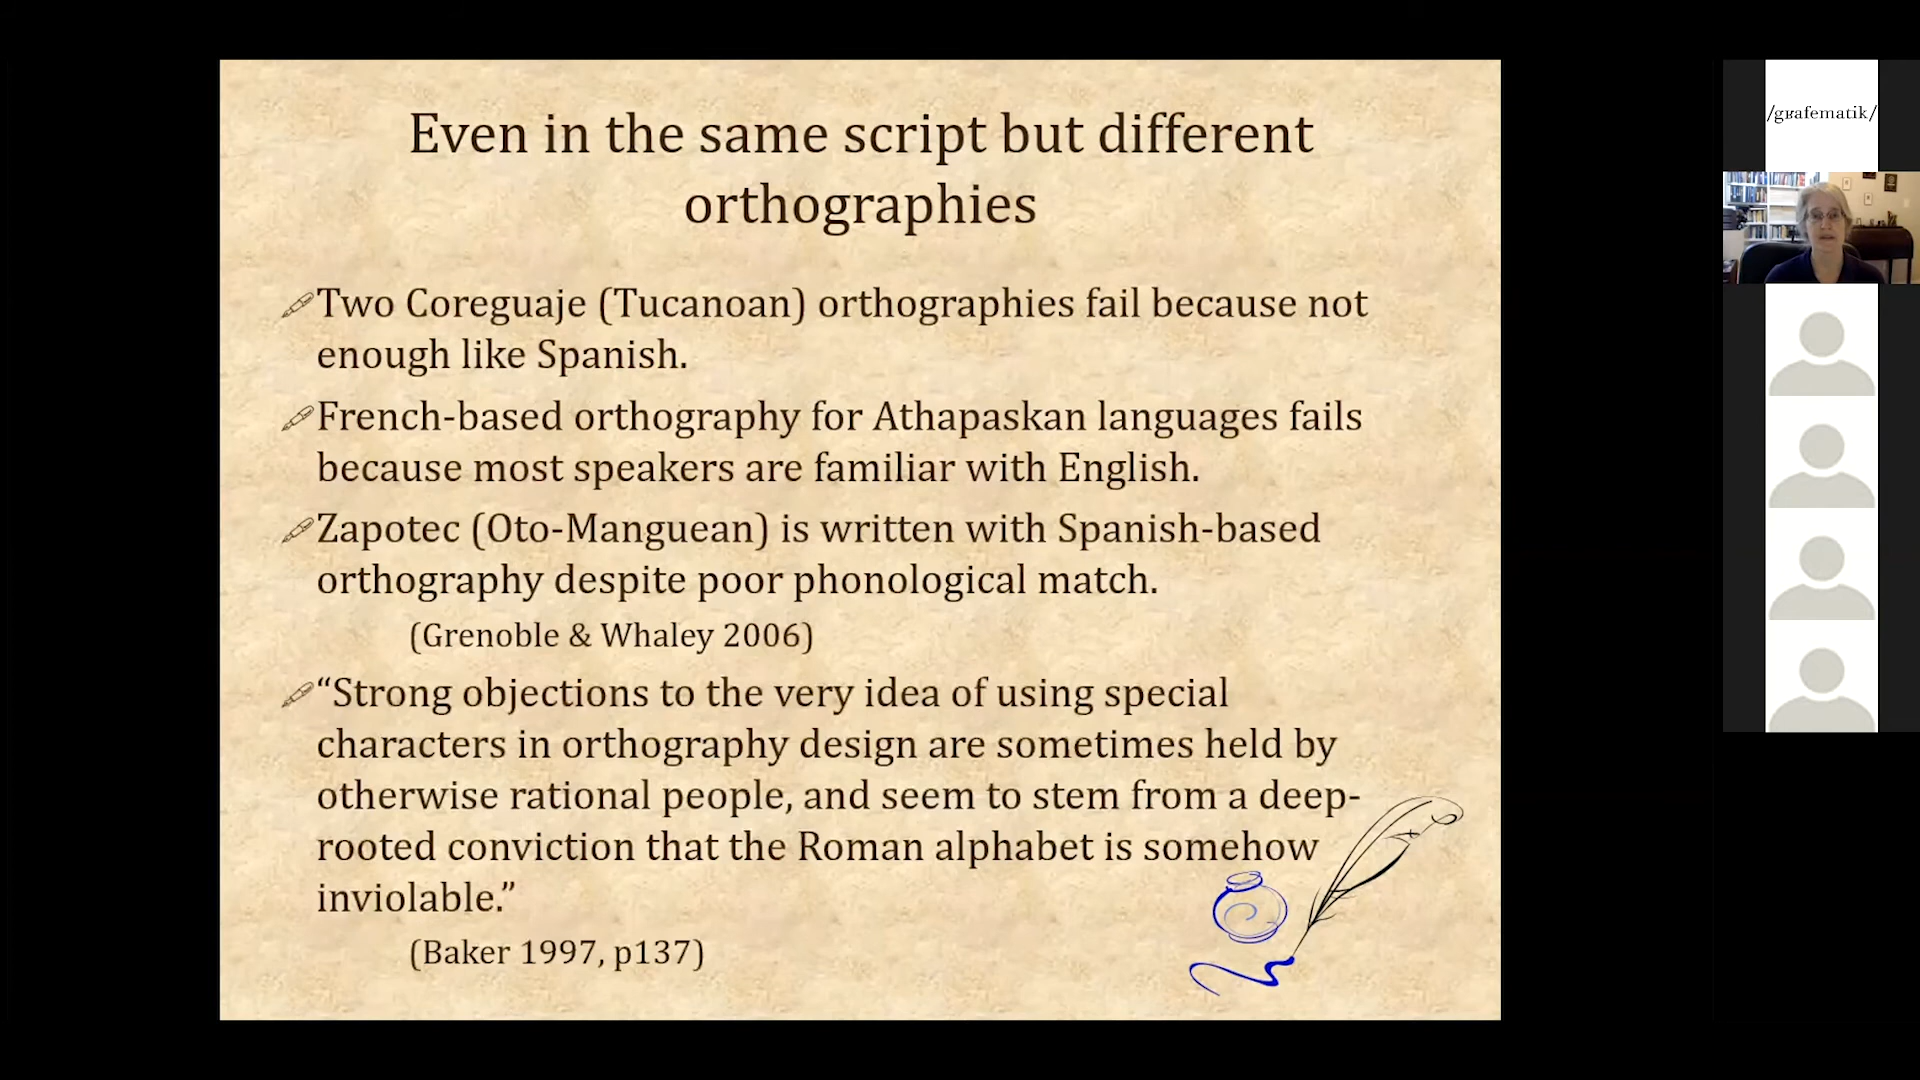 Even in the same script but different
orthographies
Two Coreguaje (Tucanoan) orthographies fail because not
enough like Spanish.
French-based orthography for Athapaskan languages fails
because most speakers are familiar with English.
Zapotec (Oto-Manguean) is written with Spanish-based
orthography despite poor phonological match.
(Grenoble & Whaley 2006)
“Strong objections to the very idea of using special
characters in orthography design are sometimes held by
otherwise rational people, and seem to stem from a deep-
rooted conviction that the Roman alphabet is somehow
inviolable.”
(Baker 1997, p137)
/gʁafematik/